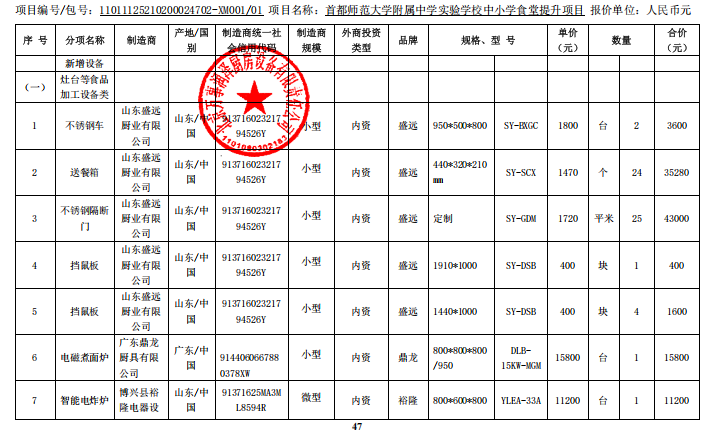 项目编号/包号：11011125210200024702-XM001/01 项目名称：首都师范大学附属中学实验学校中小学食堂提升项目 报价单位：人民币元
序 号 分项名称 制造商 产地/国别 制造商统一社会信用代码 制造商规模 外商投资类型 品牌 规格、型 号 单价（元） 数量 合价（元）
新增设备
（一） 灶台等食品加工设备类
1 不锈钢车 山东盛远厨业有限公司 山东/中国 91371602321794526Y 小型 内资 盛远 950*500*800 SY-BXGC 1800 台 2 3600
2 送餐箱 山东盛远厨业有限公司 山东/中国 91371602321794526Y 小型 内资 盛远 440*320*210mm SY-SCX 1470 个 24 35280
3 不锈钢隔断门 山东盛远厨业有限公司 山东/中国 91371602321794526Y 小型 内资 盛远 定制 SY-GDM 1720 平米 25 43000
4 挡鼠板 山东盛远厨业有限公司 山东/中国 91371602321794526Y 小型 内资 盛远 1910*1000 SY-DSB 400 块 1 400
5 挡鼠板 山东盛远厨业有限公司 山东/中国 91371602321794526Y 小型 内资 盛远 1440*1000 SY-DSB 400 块 4 1600
6 电磁煮面炉 广东鼎龙厨具有限公司 广东/中国 9144060667880378XW 小型 内资 鼎龙 800*800*800/950 DLB-15KW-MGM 15800 台 1 15800
7 智能电炸炉 博兴县裕隆电器设 山东/中国 91371625MA3ML8594R 微型 内资 裕隆 800*600*800 YLEA-33A 11200 台 1 11200
47